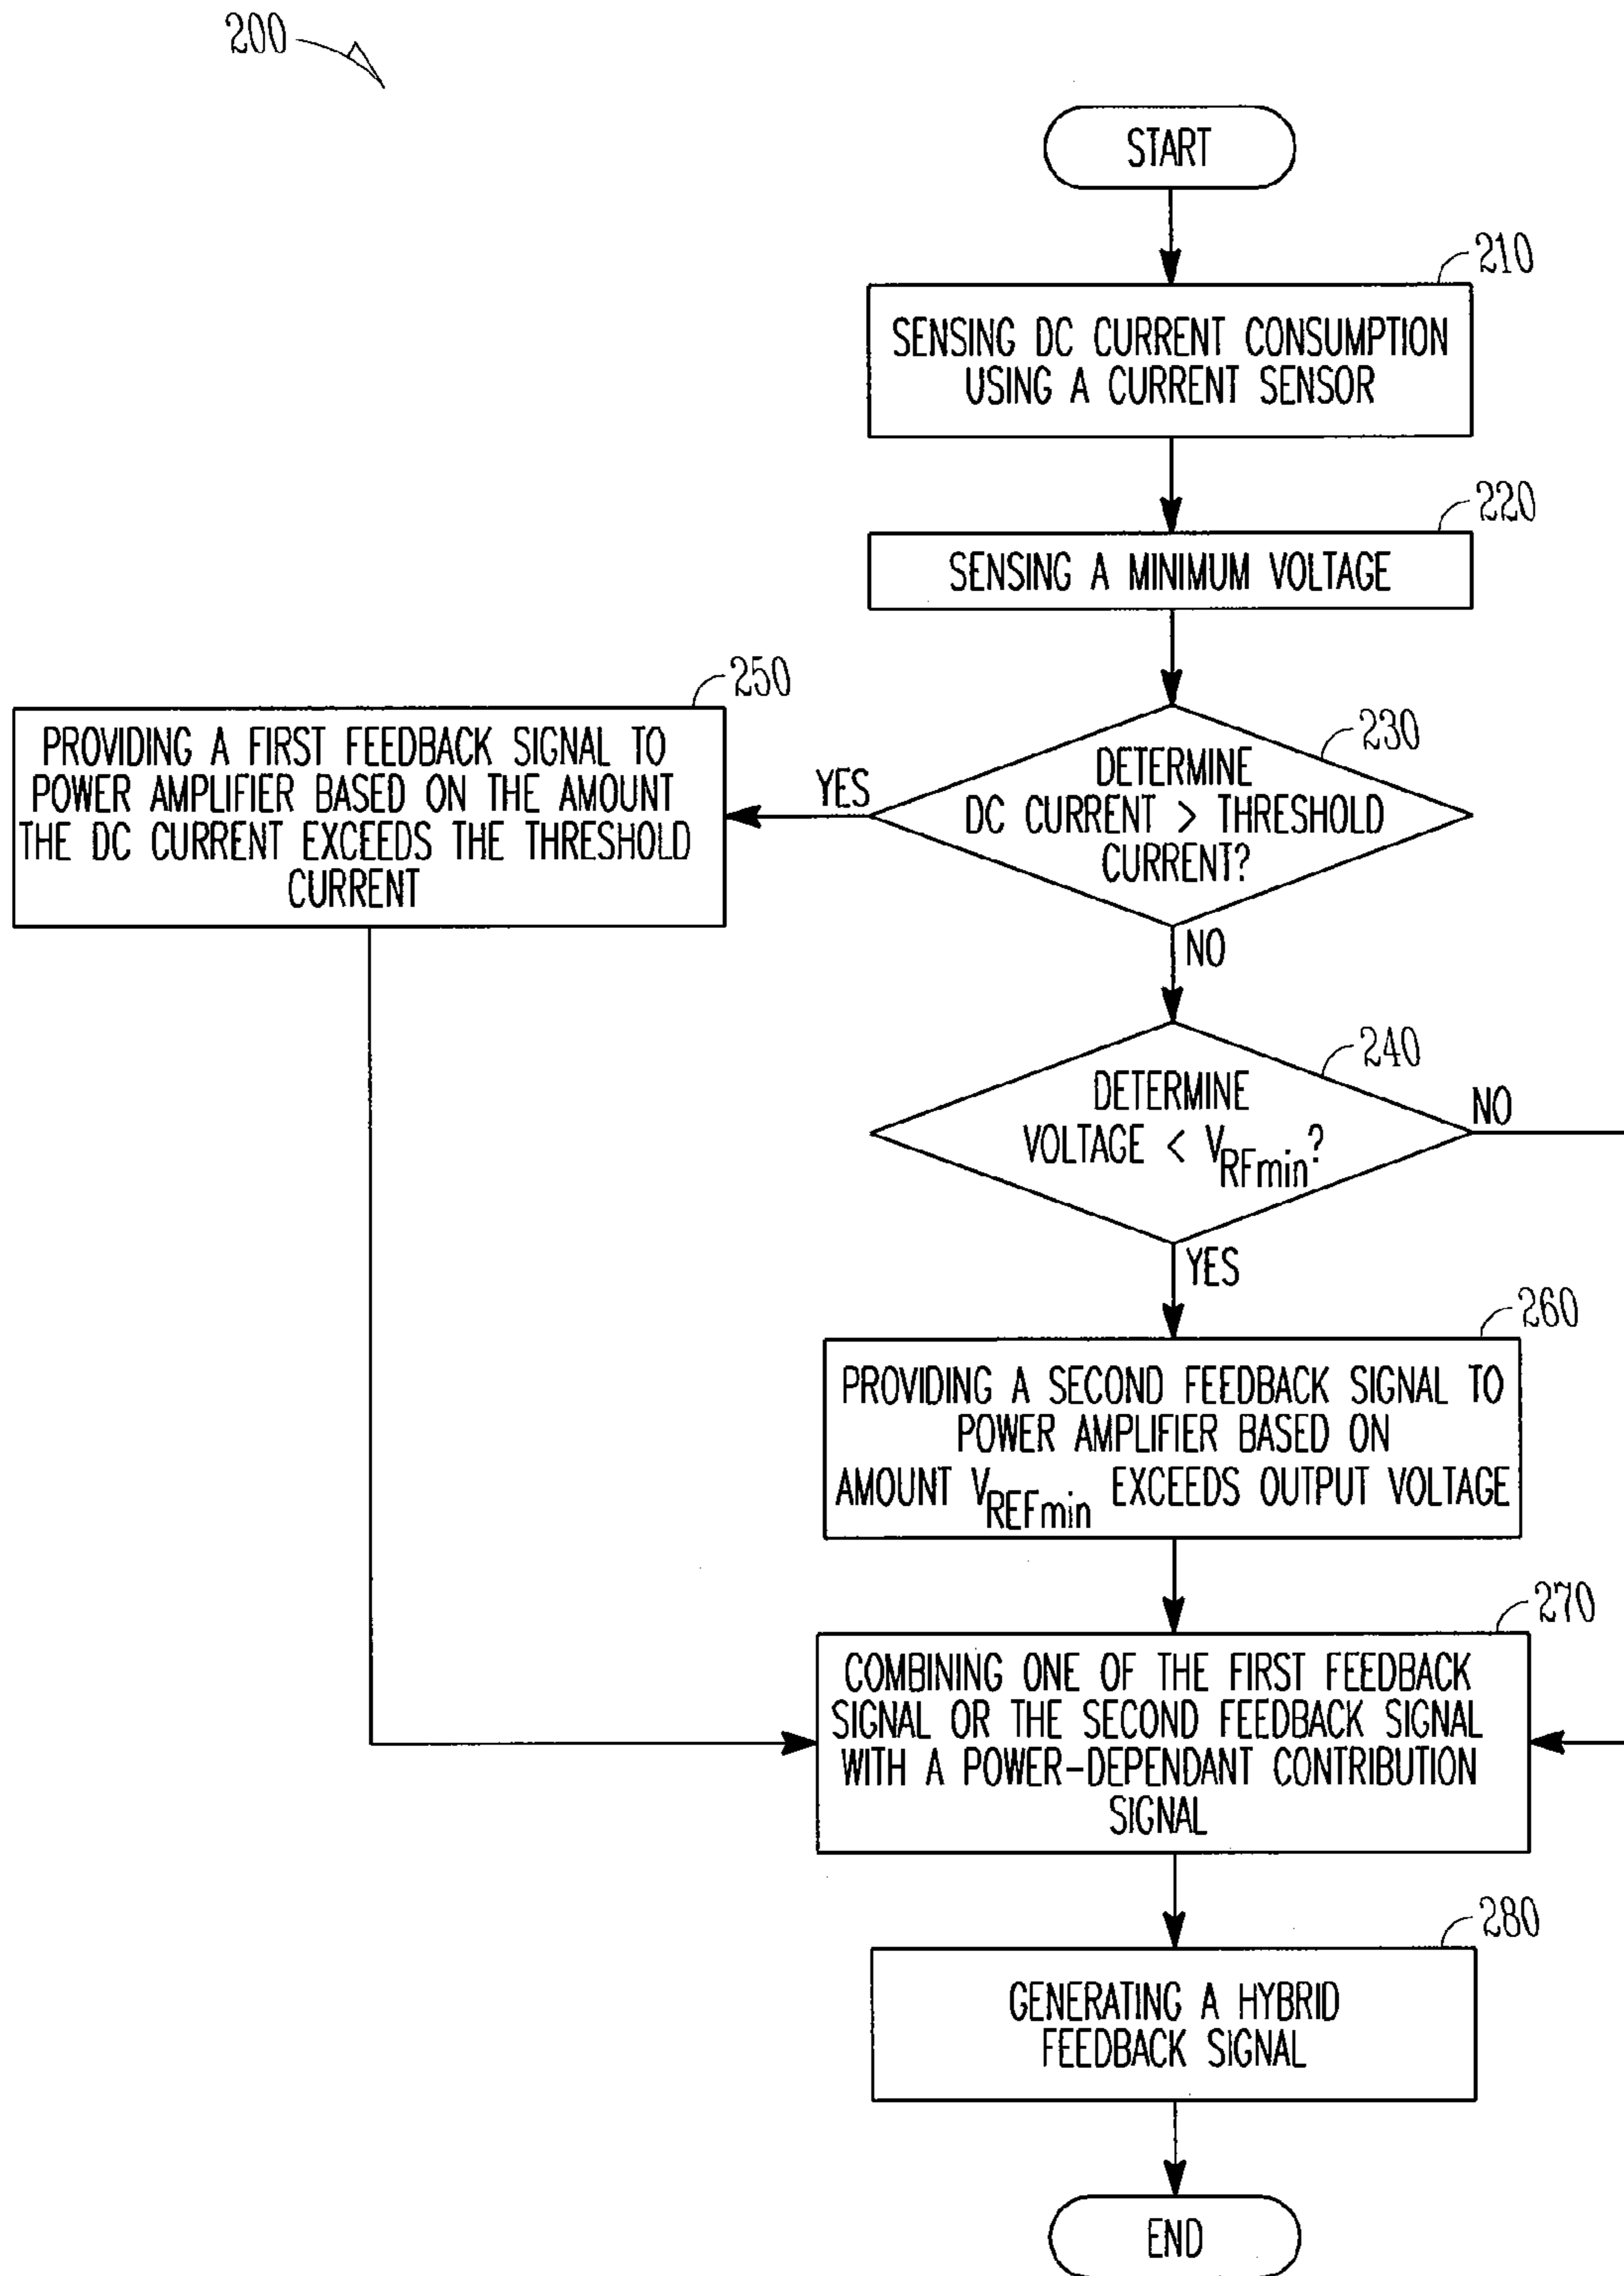 200
START
210
SENSING DC CURRENT CONSUMPTION
USING A CURRENT SENSOR
220
SENSING A MINIMUM VOLTAGE
250
PROVIDING A FIRST FEEDBACK SIGNAL TO
POWER AMPLIFIER BASED ON THE AMOUNT
THE DC CURRENT EXCEEDS THE THRESHOLD
CURRENT
YES
230
DETERMINE
DC CURRENT > THRESHOLD
CURRENT?
NO
240
DETERMINE
VOLTAGE < VRFmin?
NO
YES
260
PROVIDING A SECOND FEEDBACK SIGNAL TO
POWER AMPLIFIER BASED ON
AMOUNT VREFmin EXCEEDS OUTPUT VOLTAGE
270
COMBINING ONE OF THE FIRST FEEDBACK
SIGNAL OR THE SECOND FEEDBACK SIGNAL
WITH A POWER-DEPENDANT CONTRIBUTION
SIGNAL
280
GENERATING A HYBRID
FEEDBACK SIGNAL
END